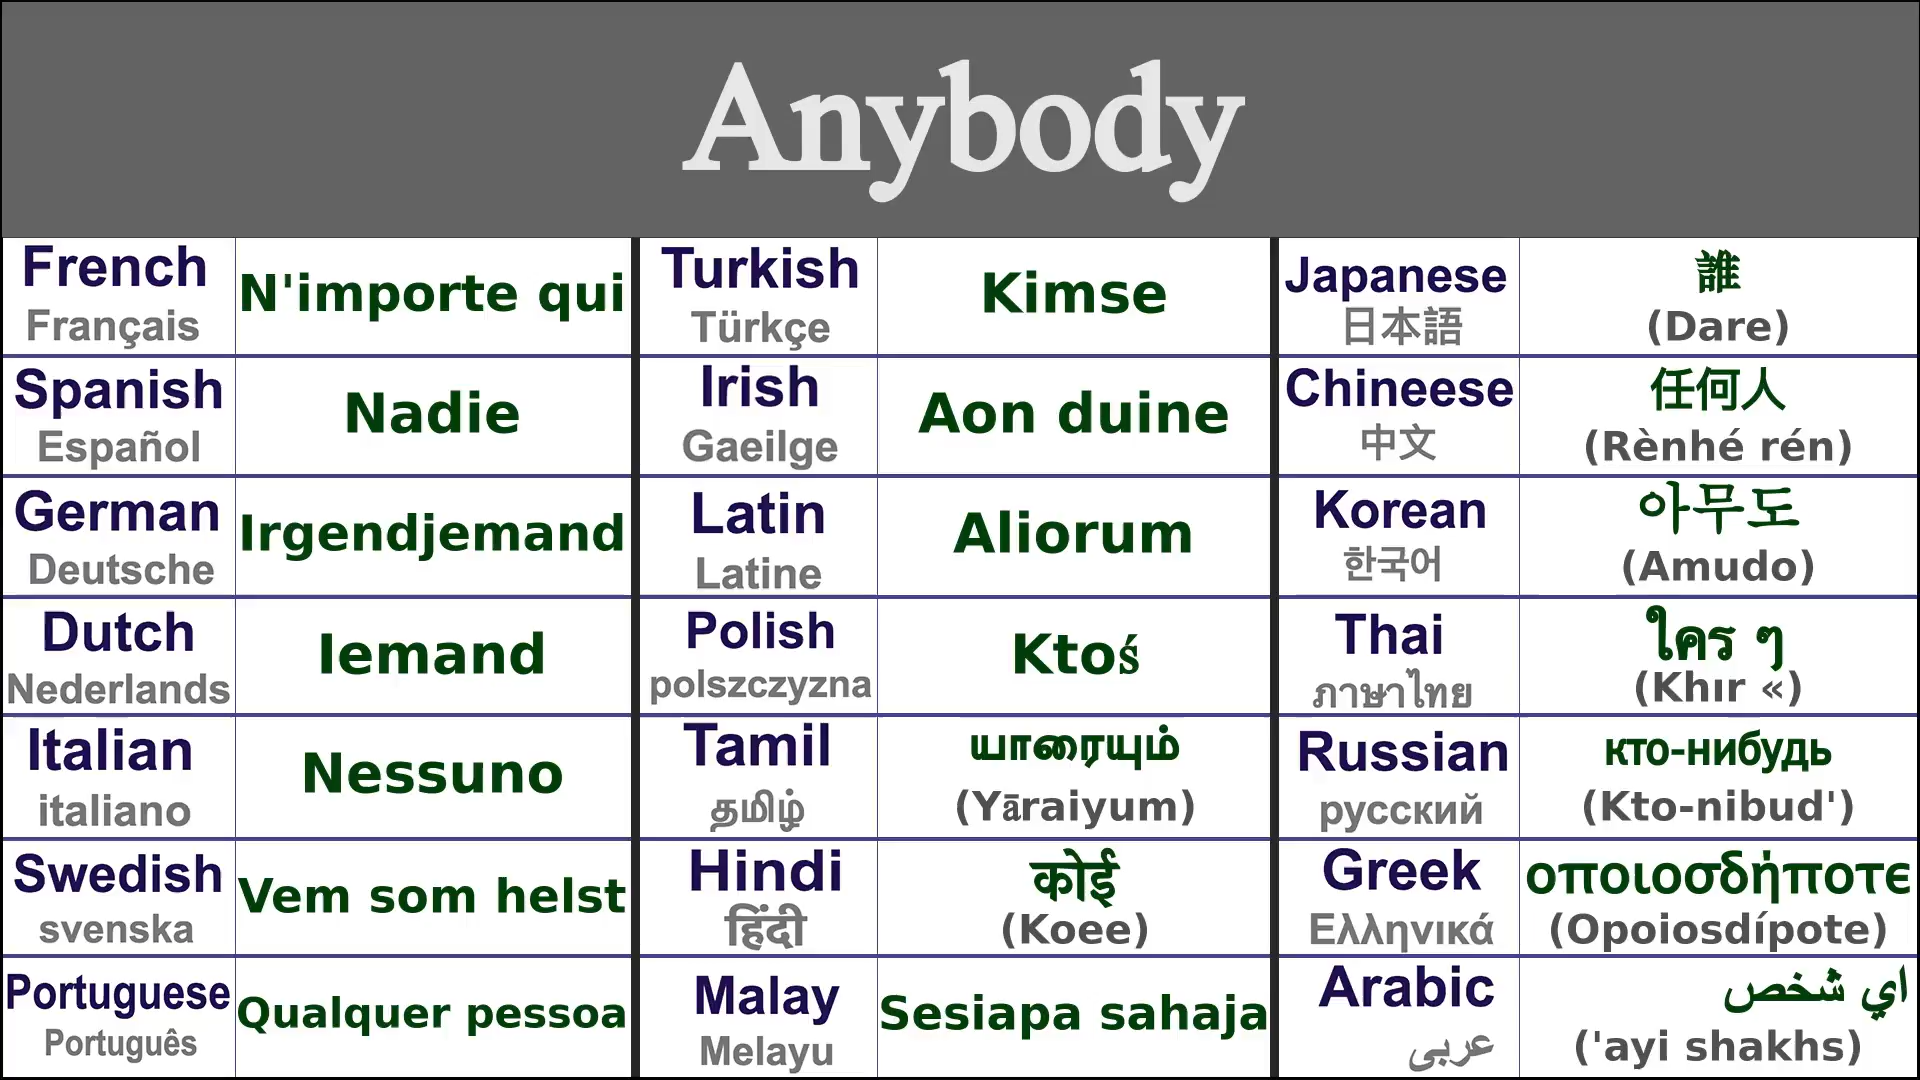 Anybody
French
Français
N'importe qui
Turkish
Türkçe
Kimse
Japanese
日本語
誰
(Dare)
Spanish
Español
Nadie
Irish
Gaeilge
Aon duine
Chineese
中文
任何人
(Rènhé rén)
German
Deutsche
Irgendjemand
Latin
Latine
Aliorum
Korean
한국어
아무도
(Amudo)
Dutch
Nederlands
Iemand
Polish
polszczyzna
Ktoś
Thai
ภาษาไทย
ใคร ๆ
(Khır «)
Italian
italiano
Nessuno
Tamil
தமிழ்
யாரையும்
(Yāraiyum)
Russian
русский
кто-нибудь
(Kto-nibud')
Swedish
svenska
Vem som helst
Hindi
हिंदी
कोई
(Koee)
Greek
Ελληνικά
οποιοσδήποτε
(Opoiosdípote)
Portuguese
Português
Qualquer pessoa
Malay
Melayu
Sesiapa sahaja
Arabic
عربى
اي شخص
('ayi shakhs)